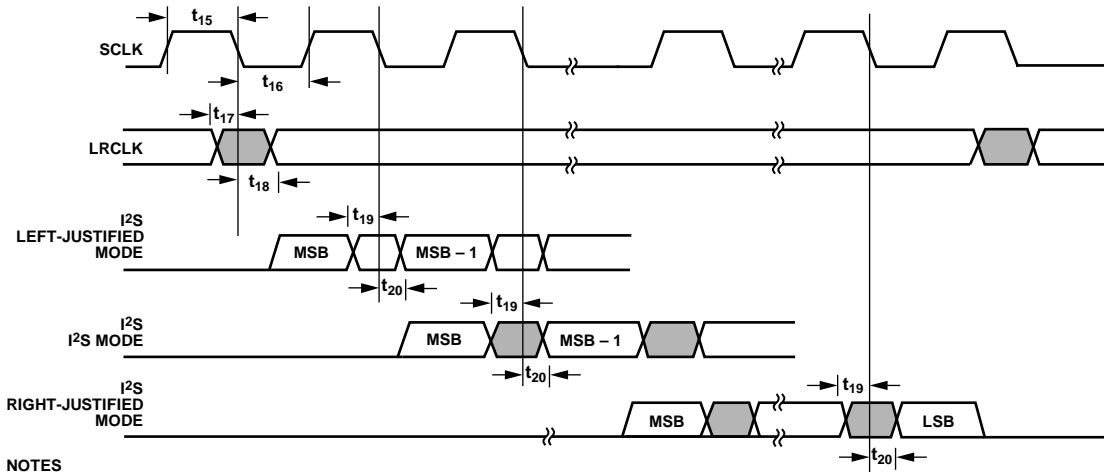 t15
SCLK
t16
t17
LRCLK
t18
I2S
LEFT-JUSTIFIED
MODE
t19
MSB
MSB – 1
t20
I2S
I2S MODE
t19
MSB
MSB – 1
t20
I2S
RIGHT-JUSTIFIED
MODE
t19
MSB
LSB
t20
NOTES